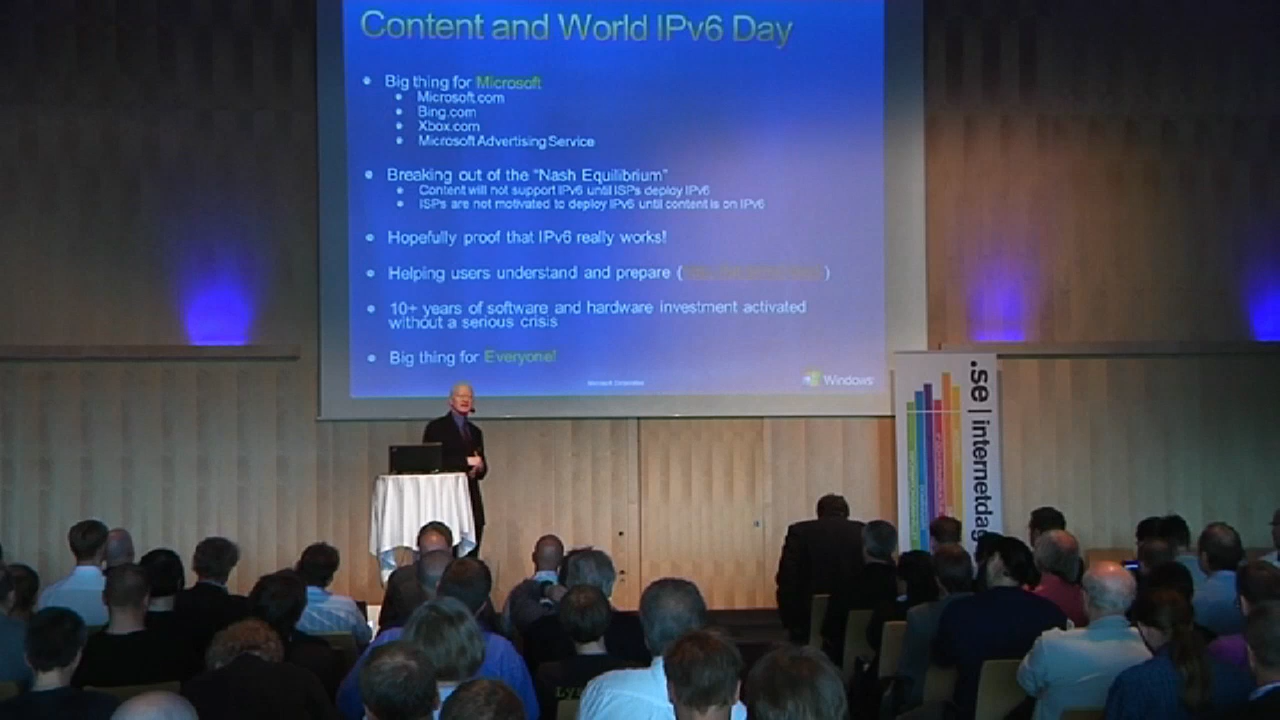 Content and World IPv6 Day
Big thing for Microsoft
Microsoft.com
Bing.com
Xbox.com
Microsoft Advertising Service
Breaking out of the "Nash Equilibrium"
Content will not support IPv6 until ISPs deploy IPv6
ISPs are not motivated to deploy IPv6 until content is on IPv6
Hopefully proof that IPv6 really works!
Helping users understand and prepare ( )
10+ years of software and hardware investment activated
without a serious crisis
Big thing for Everyone!
Microsoft Corporation
Windows
.se | internetdag